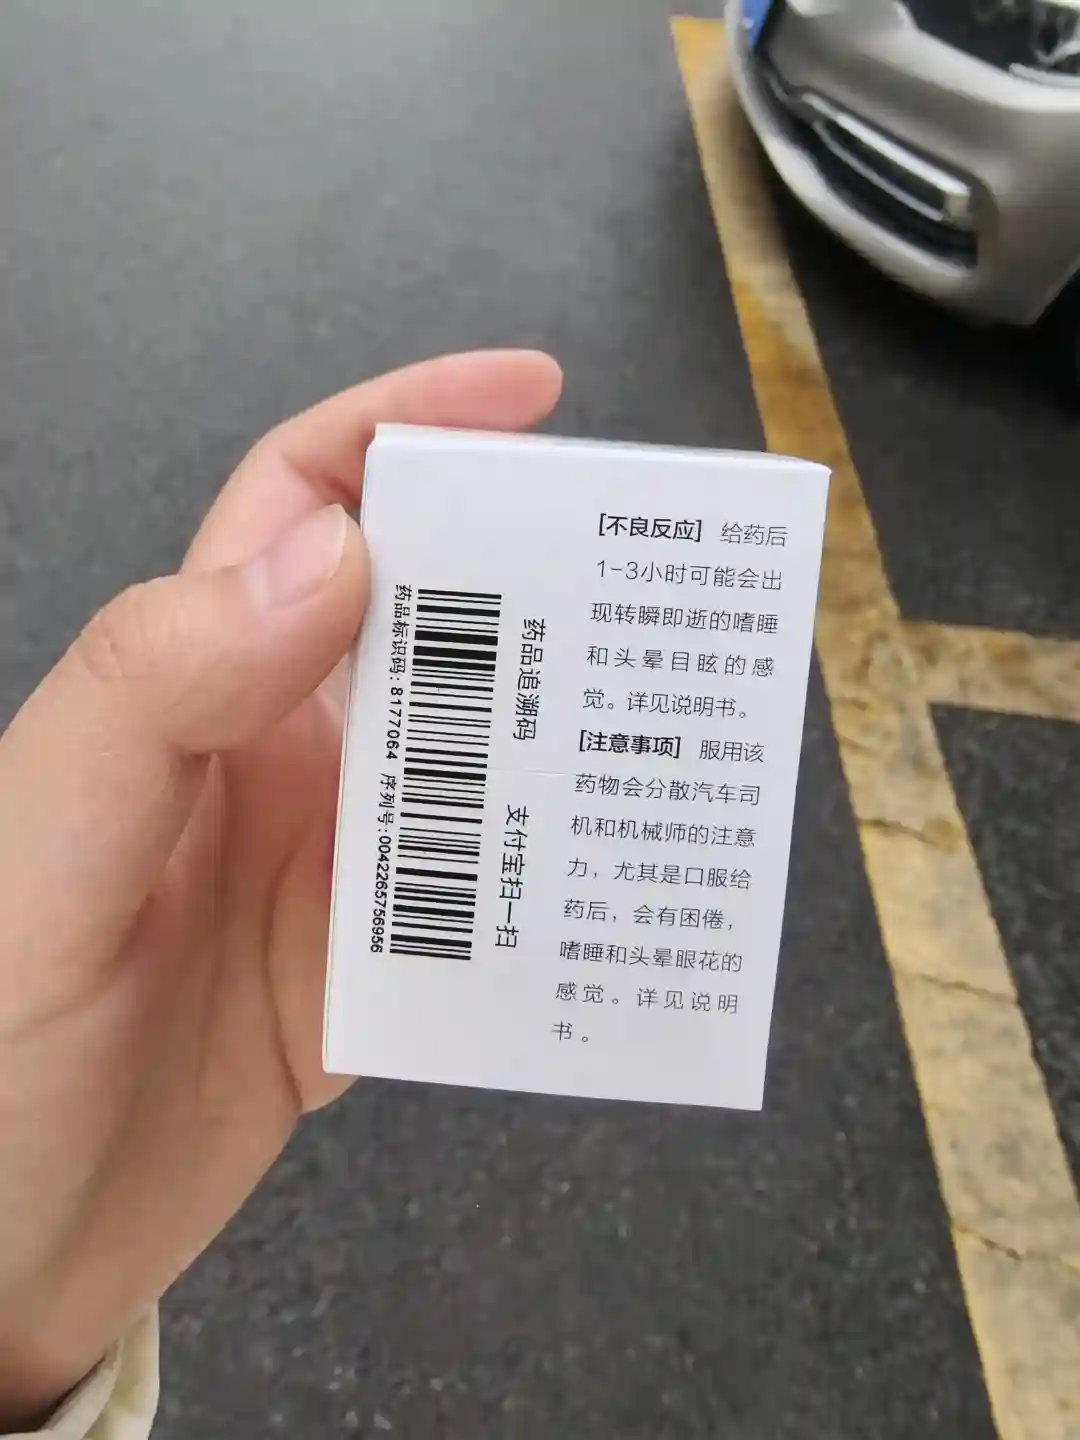 [不良反应] 给药后
1-3小时可能会出
现转瞬即逝的嗜睡
和头晕目眩的感
觉。详见说明书。
[注意事项] 服用该
药物会分散汽车司
机和机械师的注意
力，尤其是口服给
药后，会有困倦，
嗜睡和头晕眼花的
感觉。详见说明
书。
药品追溯码 支付宝扫一扫
药品标识码: 8177064 序列号:0042265756956